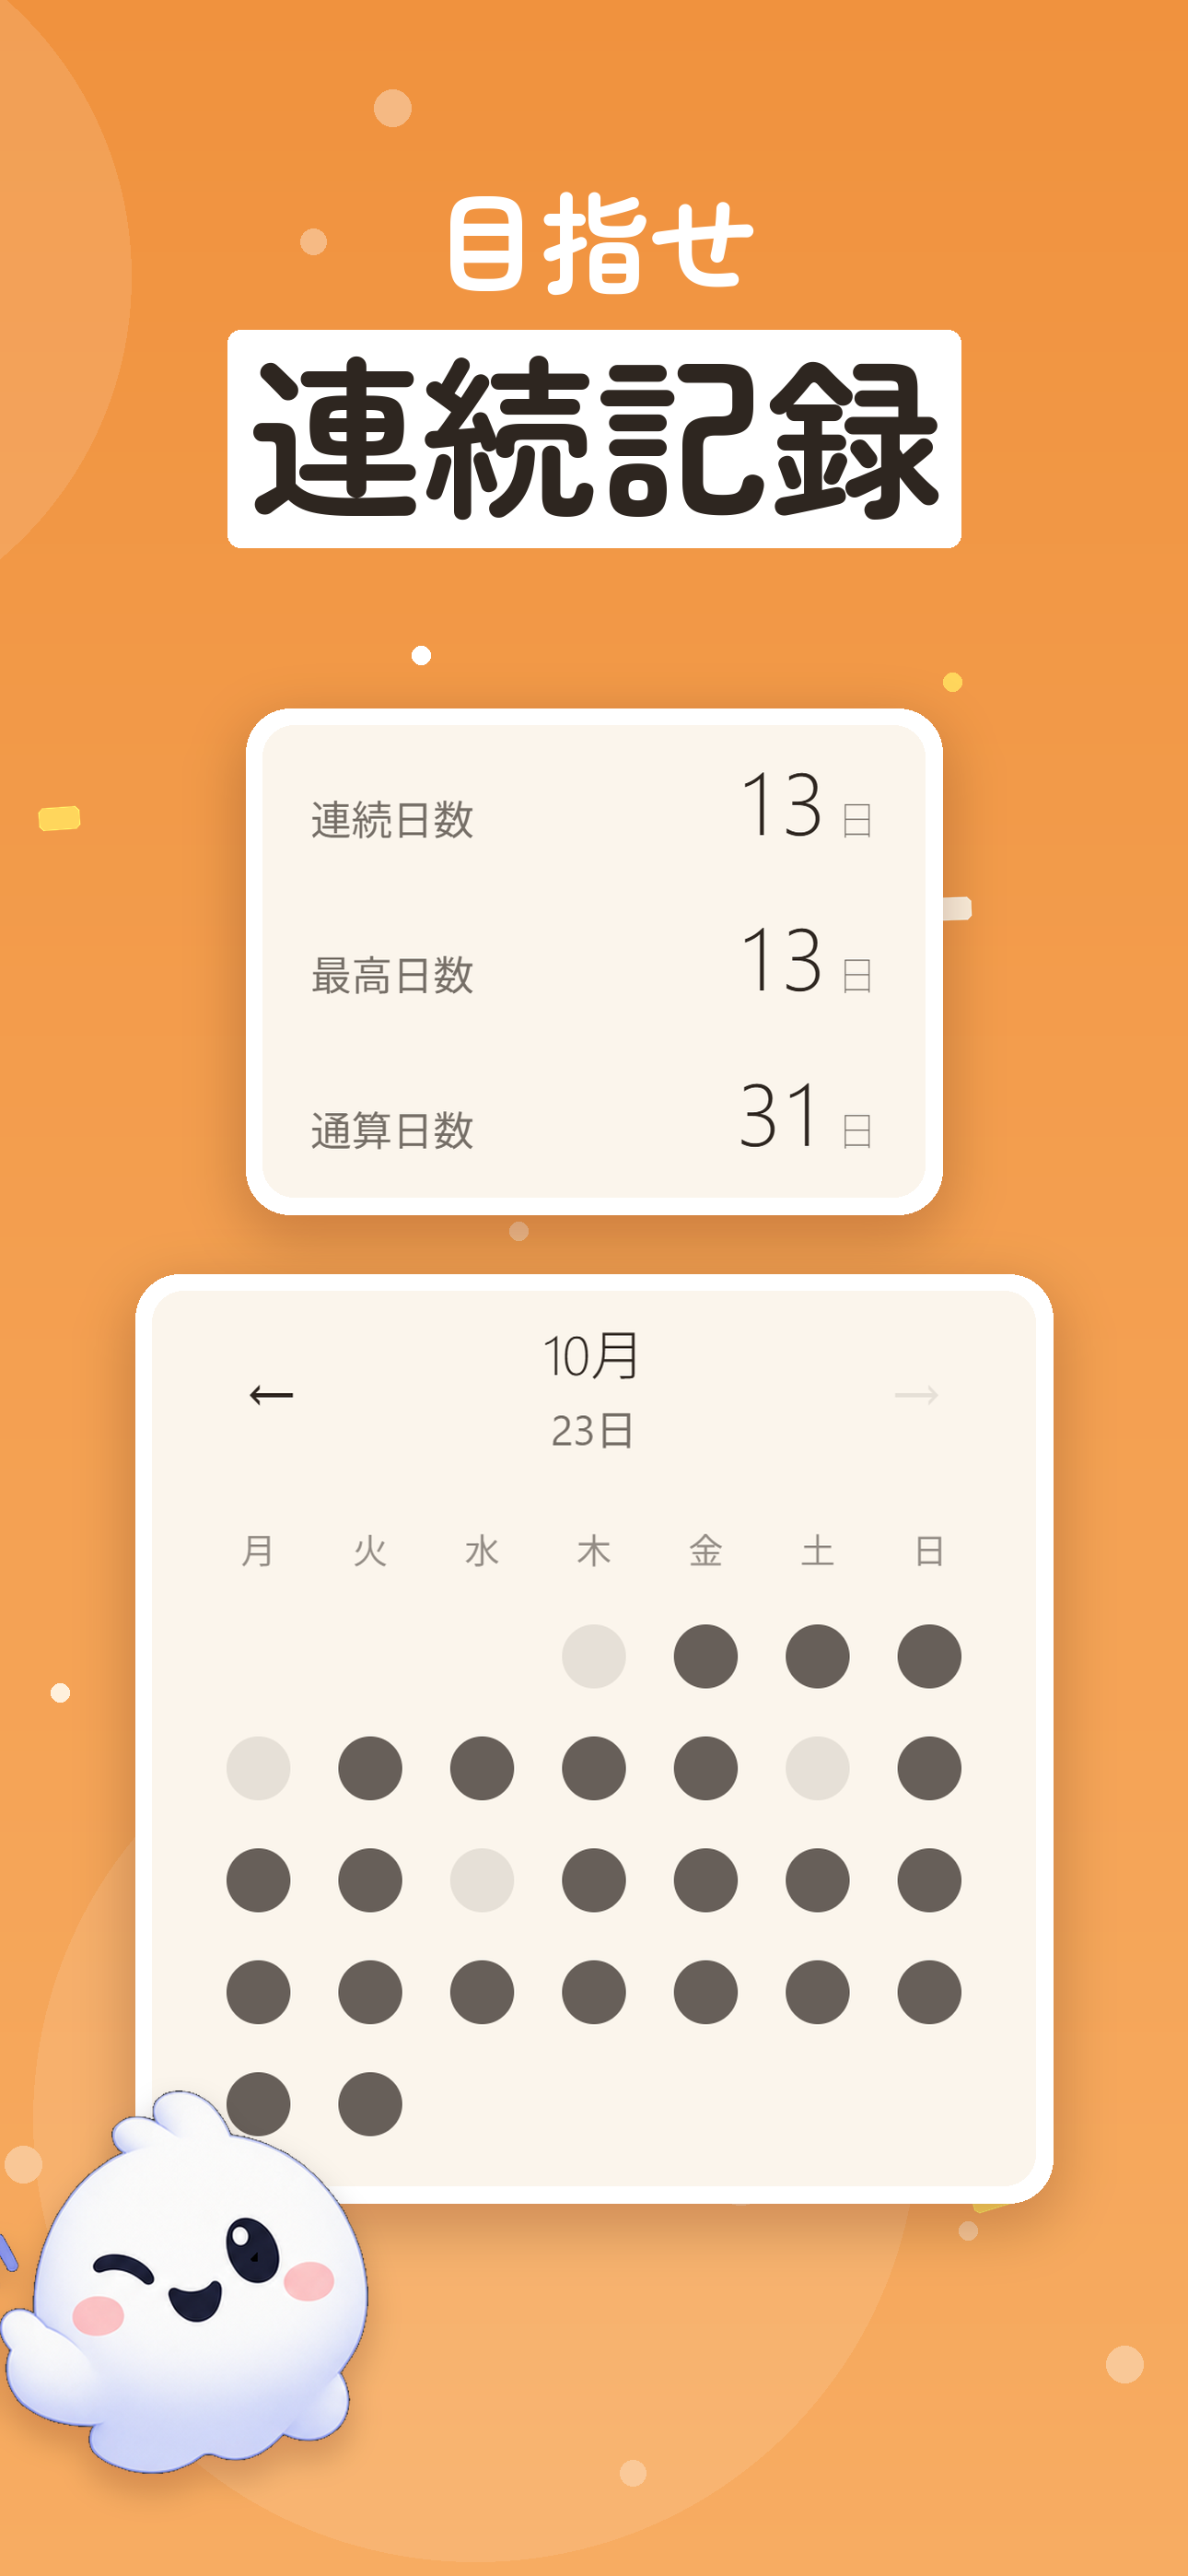 目指せ
連続記録
連続日数 13 日
最高日数 13 日
通算日数 31 日
10月
← →
23日
月 火 水 木 金 土 日